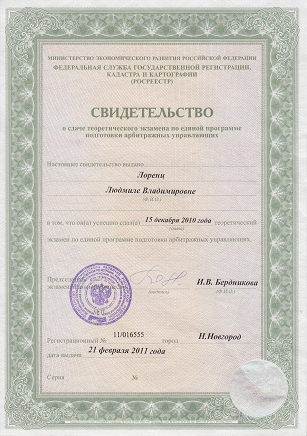 МИНИСТЕРСТВО ЭКОНОМИЧЕСКОГО РАЗВИТИЯ РОССИЙСКОЙ ФЕДЕРАЦИИ
ФЕДЕРАЛЬНАЯ СЛУЖБА ГОСУДАРСТВЕННОЙ РЕГИСТРАЦИИ,
КАДАСТРА И КАРТОГРАФИИ
(РОСРЕЕСТР)
СВИДЕТЕЛЬСТВО
о сдаче теоретического экзамена по единой программе
подготовки арбитражных управляющих
Настоящее свидетельство выдано
Лоренц
Людмиле Владимировне
(Ф.И.О.)
в том, что он(а) успешно сдал(а) 15 декабря 2010 года теоретический
экзамен по единой программе подготовки арбитражных управляющих.
Председатель
экзаменационной
И.В. Бердникова
(Ф.И.О.)
Регистрационный № 11/016555 город Н.Новгород
дата выдачи 21 февраля 2011 года
Серия №